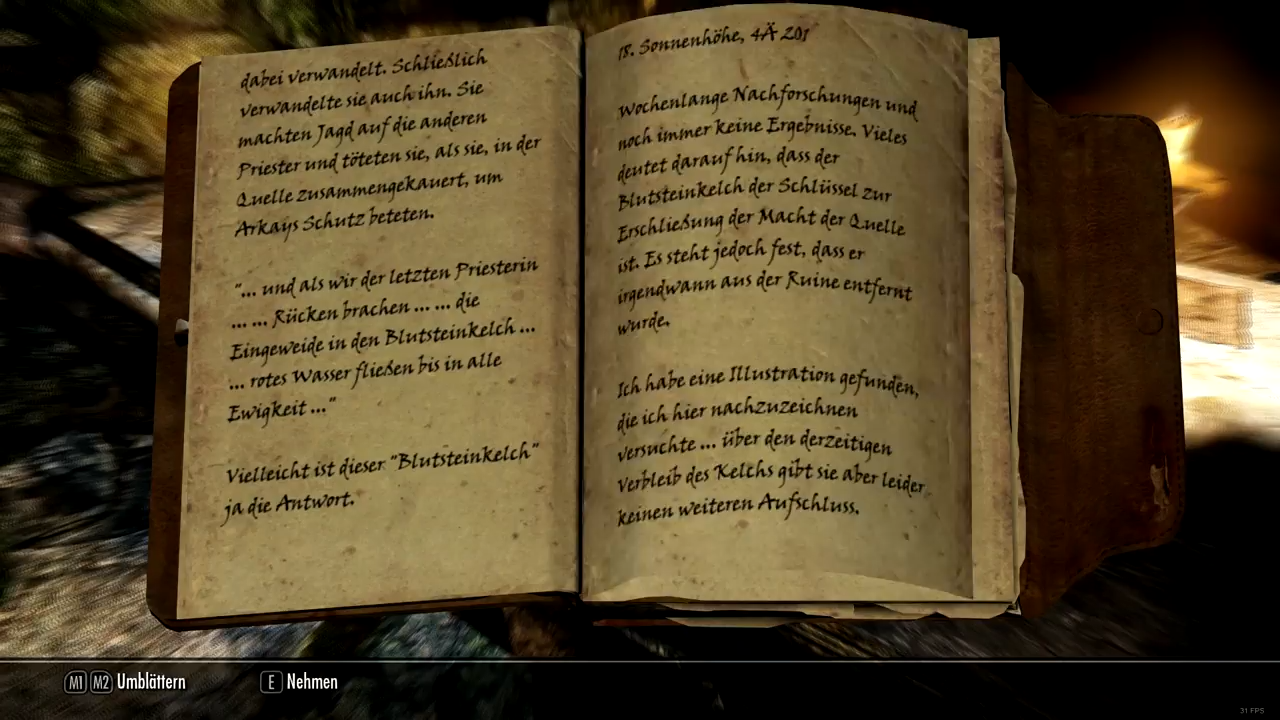 dabei verwandelt. Schließlich
verwandelte sie auch ihn. Sie
machten Jagd auf die anderen
Priester und töteten sie, als sie, in der
Quelle zusammengekauert, um
Arkays Schutz beteten.
"... und als wir der letzten Priesterin
... ... Rücken brachen ... ... die
Eingeweide in den Blutsteinkelch ...
... rotes Wasser fließen bis in alle
Ewigkeit ..."
Vielleicht ist dieser "Blutsteinkelch"
ja die Antwort.
18. Sonnenhöhe, 4Ä 201
Wochenlange Nachforschungen und
noch immer keine Ergebnisse. Vieles
deutet darauf hin, dass der
Blutsteinkelch der Schlüssel zur
Erschließung der Macht der Quelle
ist. Es steht jedoch fest, dass er
irgendwann aus der Ruine entfernt
wurde.
Ich habe eine Illustration gefunden,
die ich hier nachzuzeichnen
versuchte ... über den derzeitigen
Verbleib des Kelchs gibt sie aber leider
keinen weiteren Aufschluss.
M1 M2 Umblättern E Nehmen
31 FPS